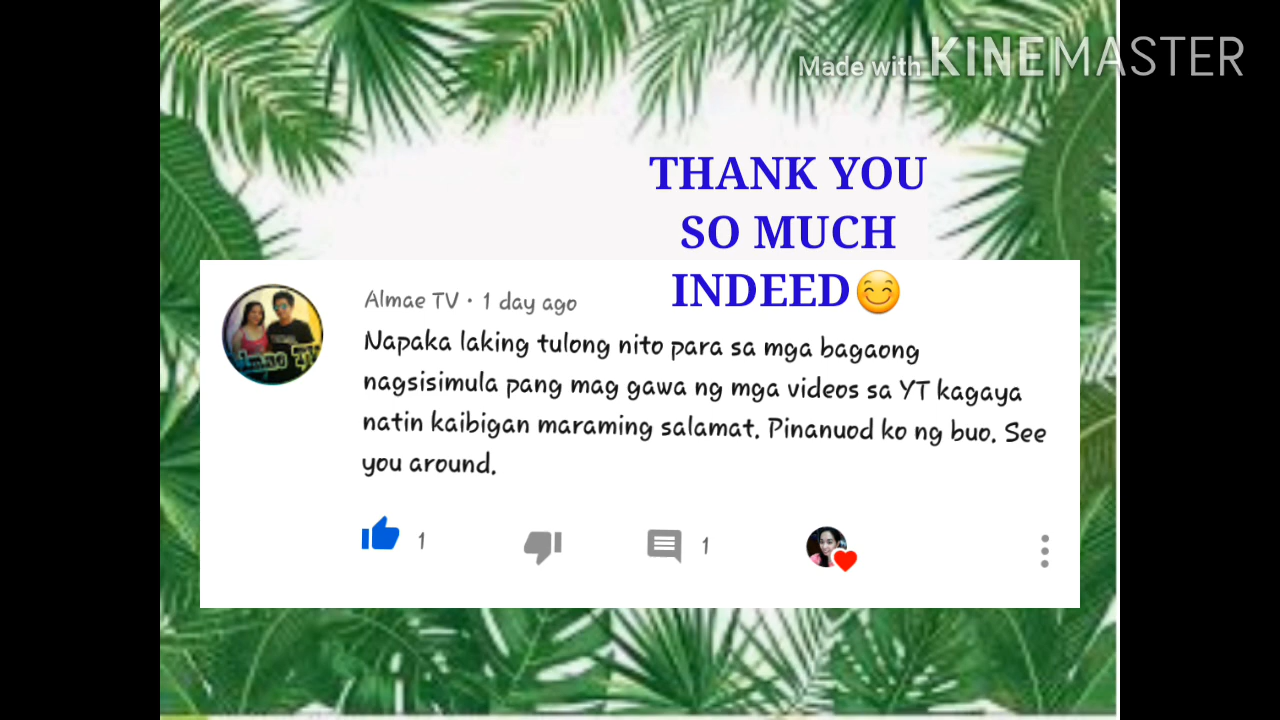 Made with KINEMASTER
THANK YOU
SO MUCH
INDEED😊
Almae TV · 1 day ago
Napaka laking tulong nito para sa mga bagaong
nagsisimula pang mag gawa ng mga videos sa YT kagaya
natin kaibigan maraming salamat. Pinanuod ko ng buo. See
you around.
1
1